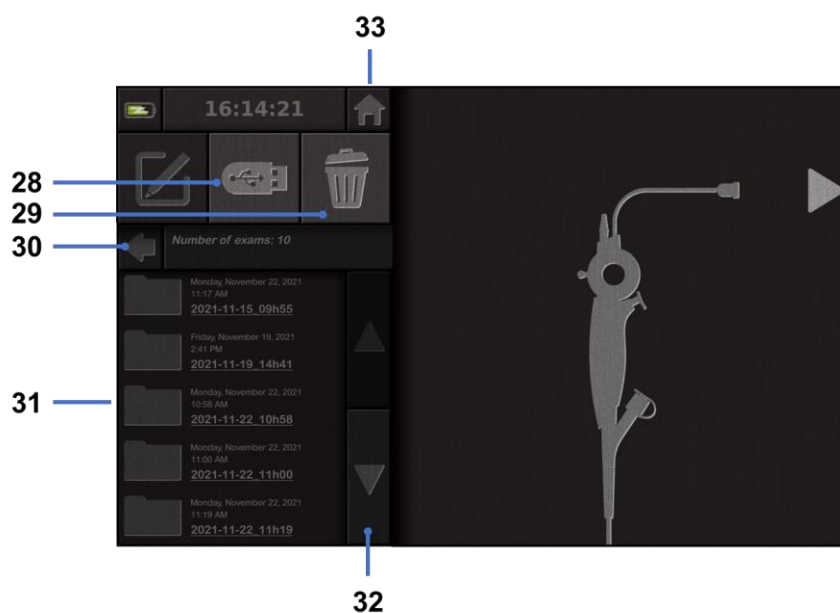 33
16:14:21
28
29
30
Number of exams: 10
Monday, November 22, 2021
11:17 AM
2021-11-15_09h55
Friday, November 19, 2021
2:41 PM
2021-11-19_14h41
31
Monday, November 22, 2021
10:58 AM
2021-11-22_10h58
Monday, November 22, 2021
11:00 AM
2021-11-22_11h00
Monday, November 22, 2021
11:19 AM
2021-11-22_11h19
32